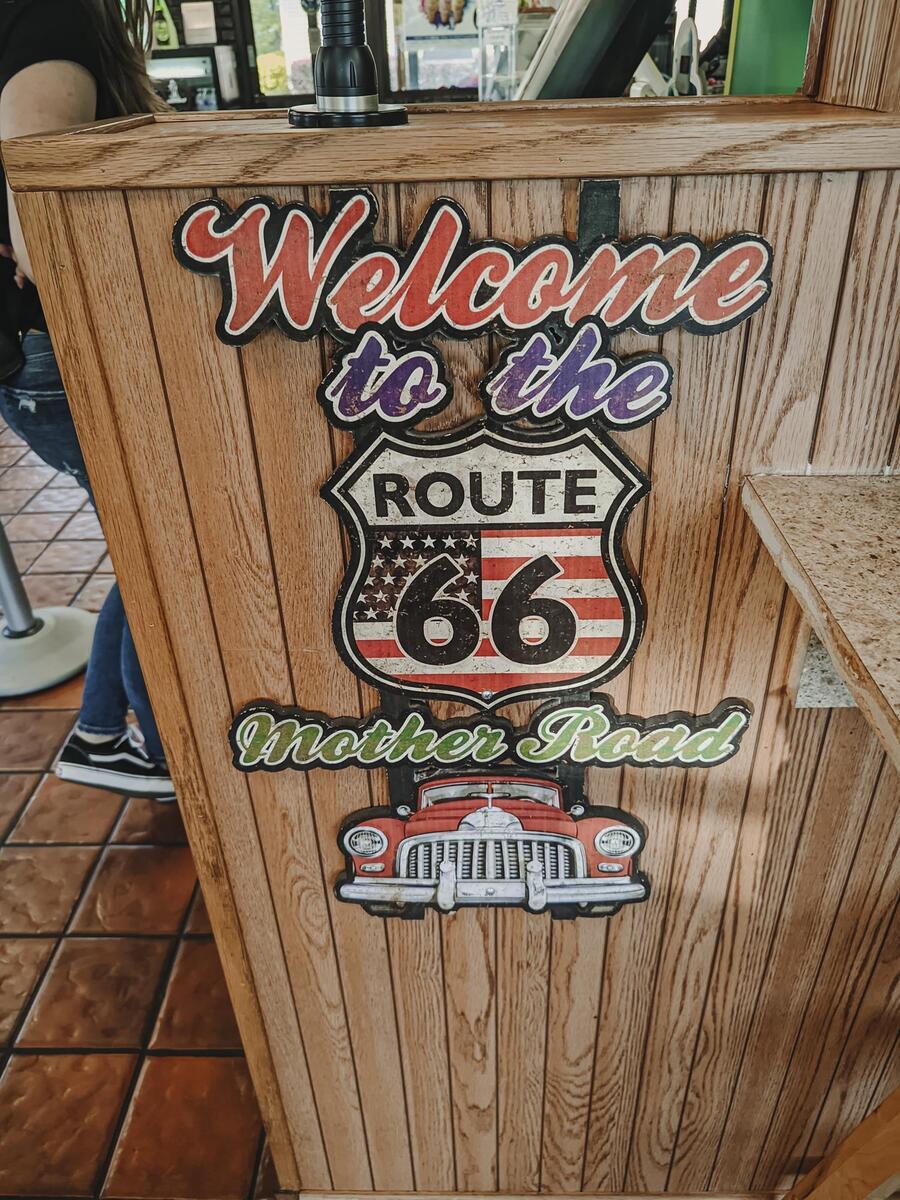 Welcome
to the
ROUTE
66
Mother Road